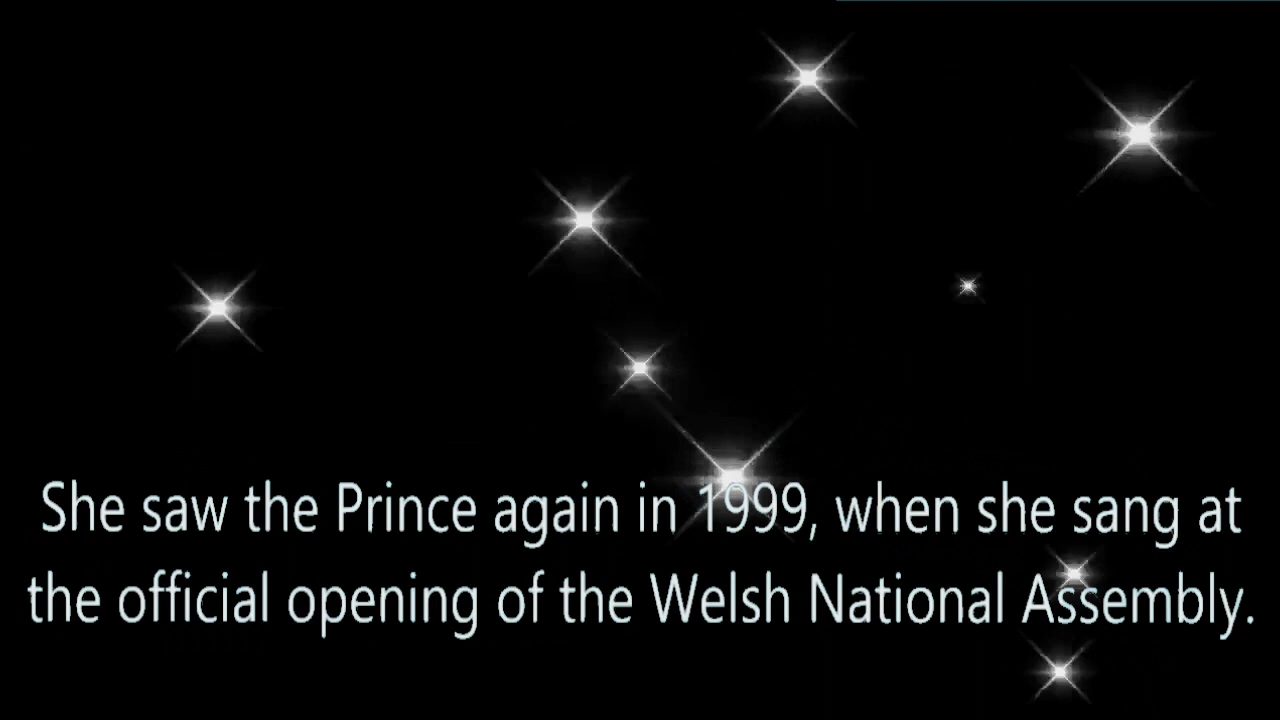 She saw the Prince again in 1999, when she sang at
the official opening of the Welsh National Assembly.